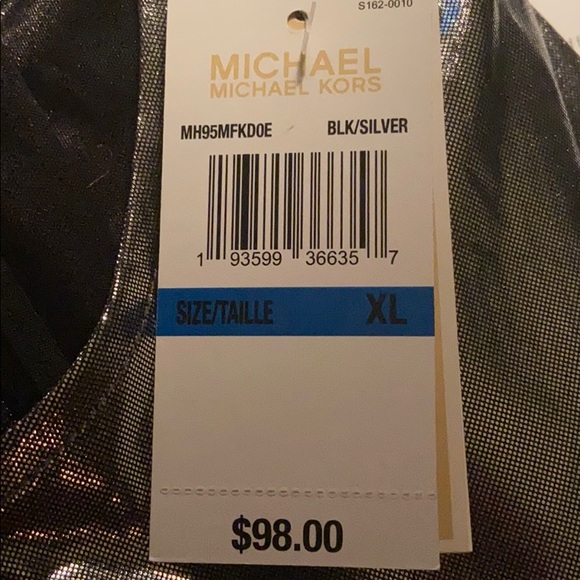 S162-0010
MICHAEL
MICHAEL KORS
MH95MFKD0E BLK/SILVER
1 93599 36635 7
SIZE/TAILLE XL
$98.00